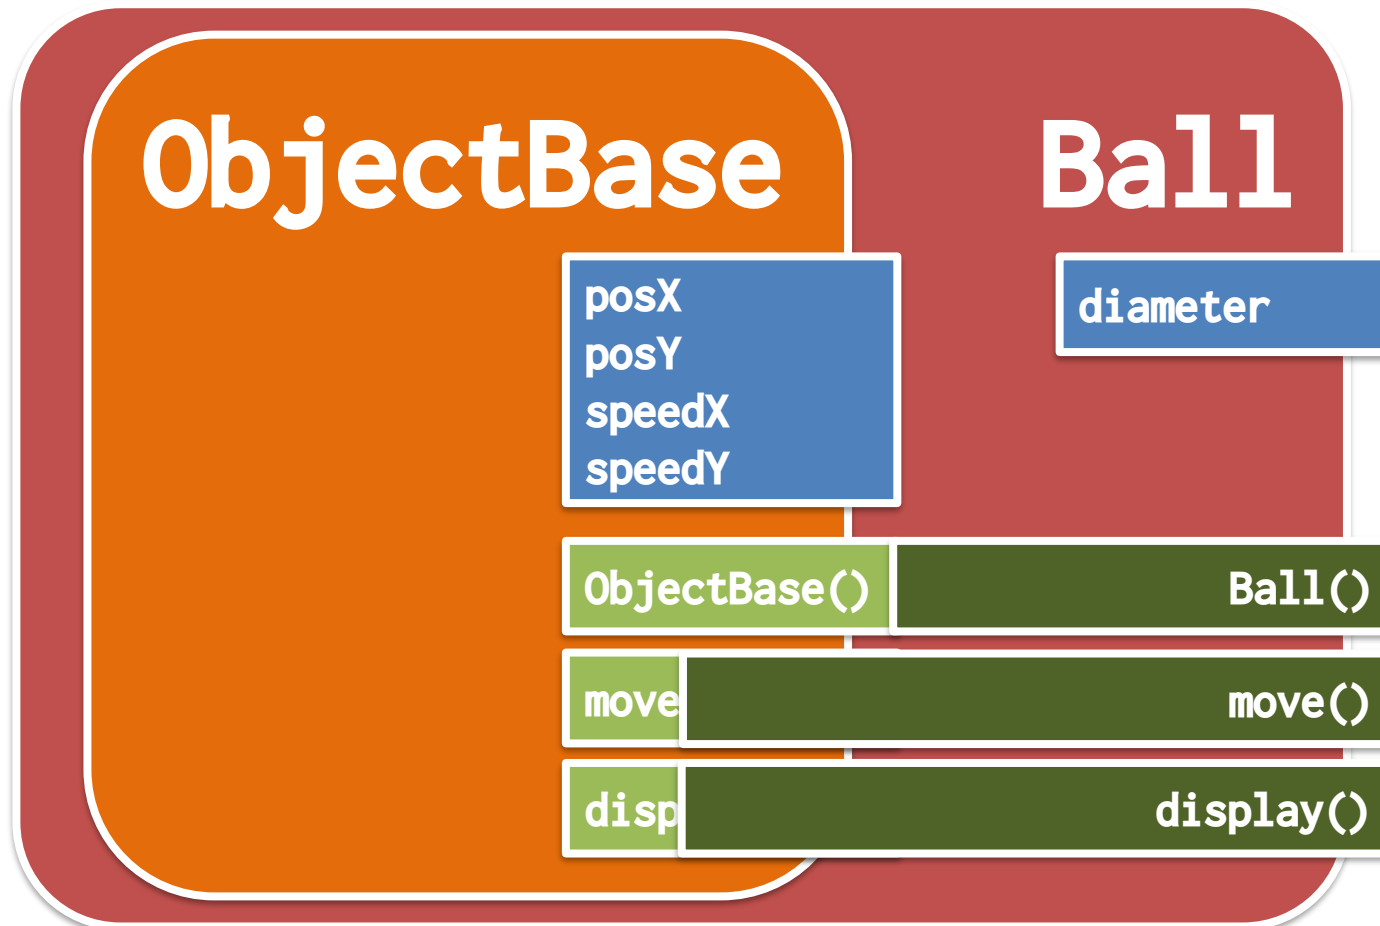 ObjectBase
Ball
posX
posY
speedX
speedY
diameter
ObjectBase()
Ball()
move
move()
disp
display()